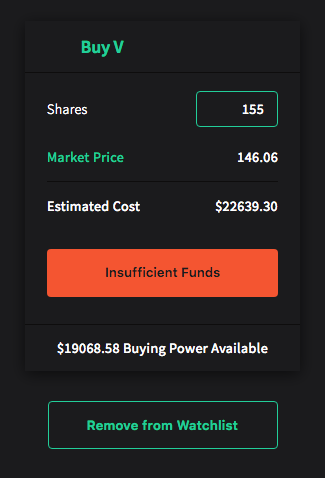 Buy V
Shares 155
Market Price 146.06
Estimated Cost $22639.30
Insufficient Funds
$19068.58 Buying Power Available
Remove from Watchlist